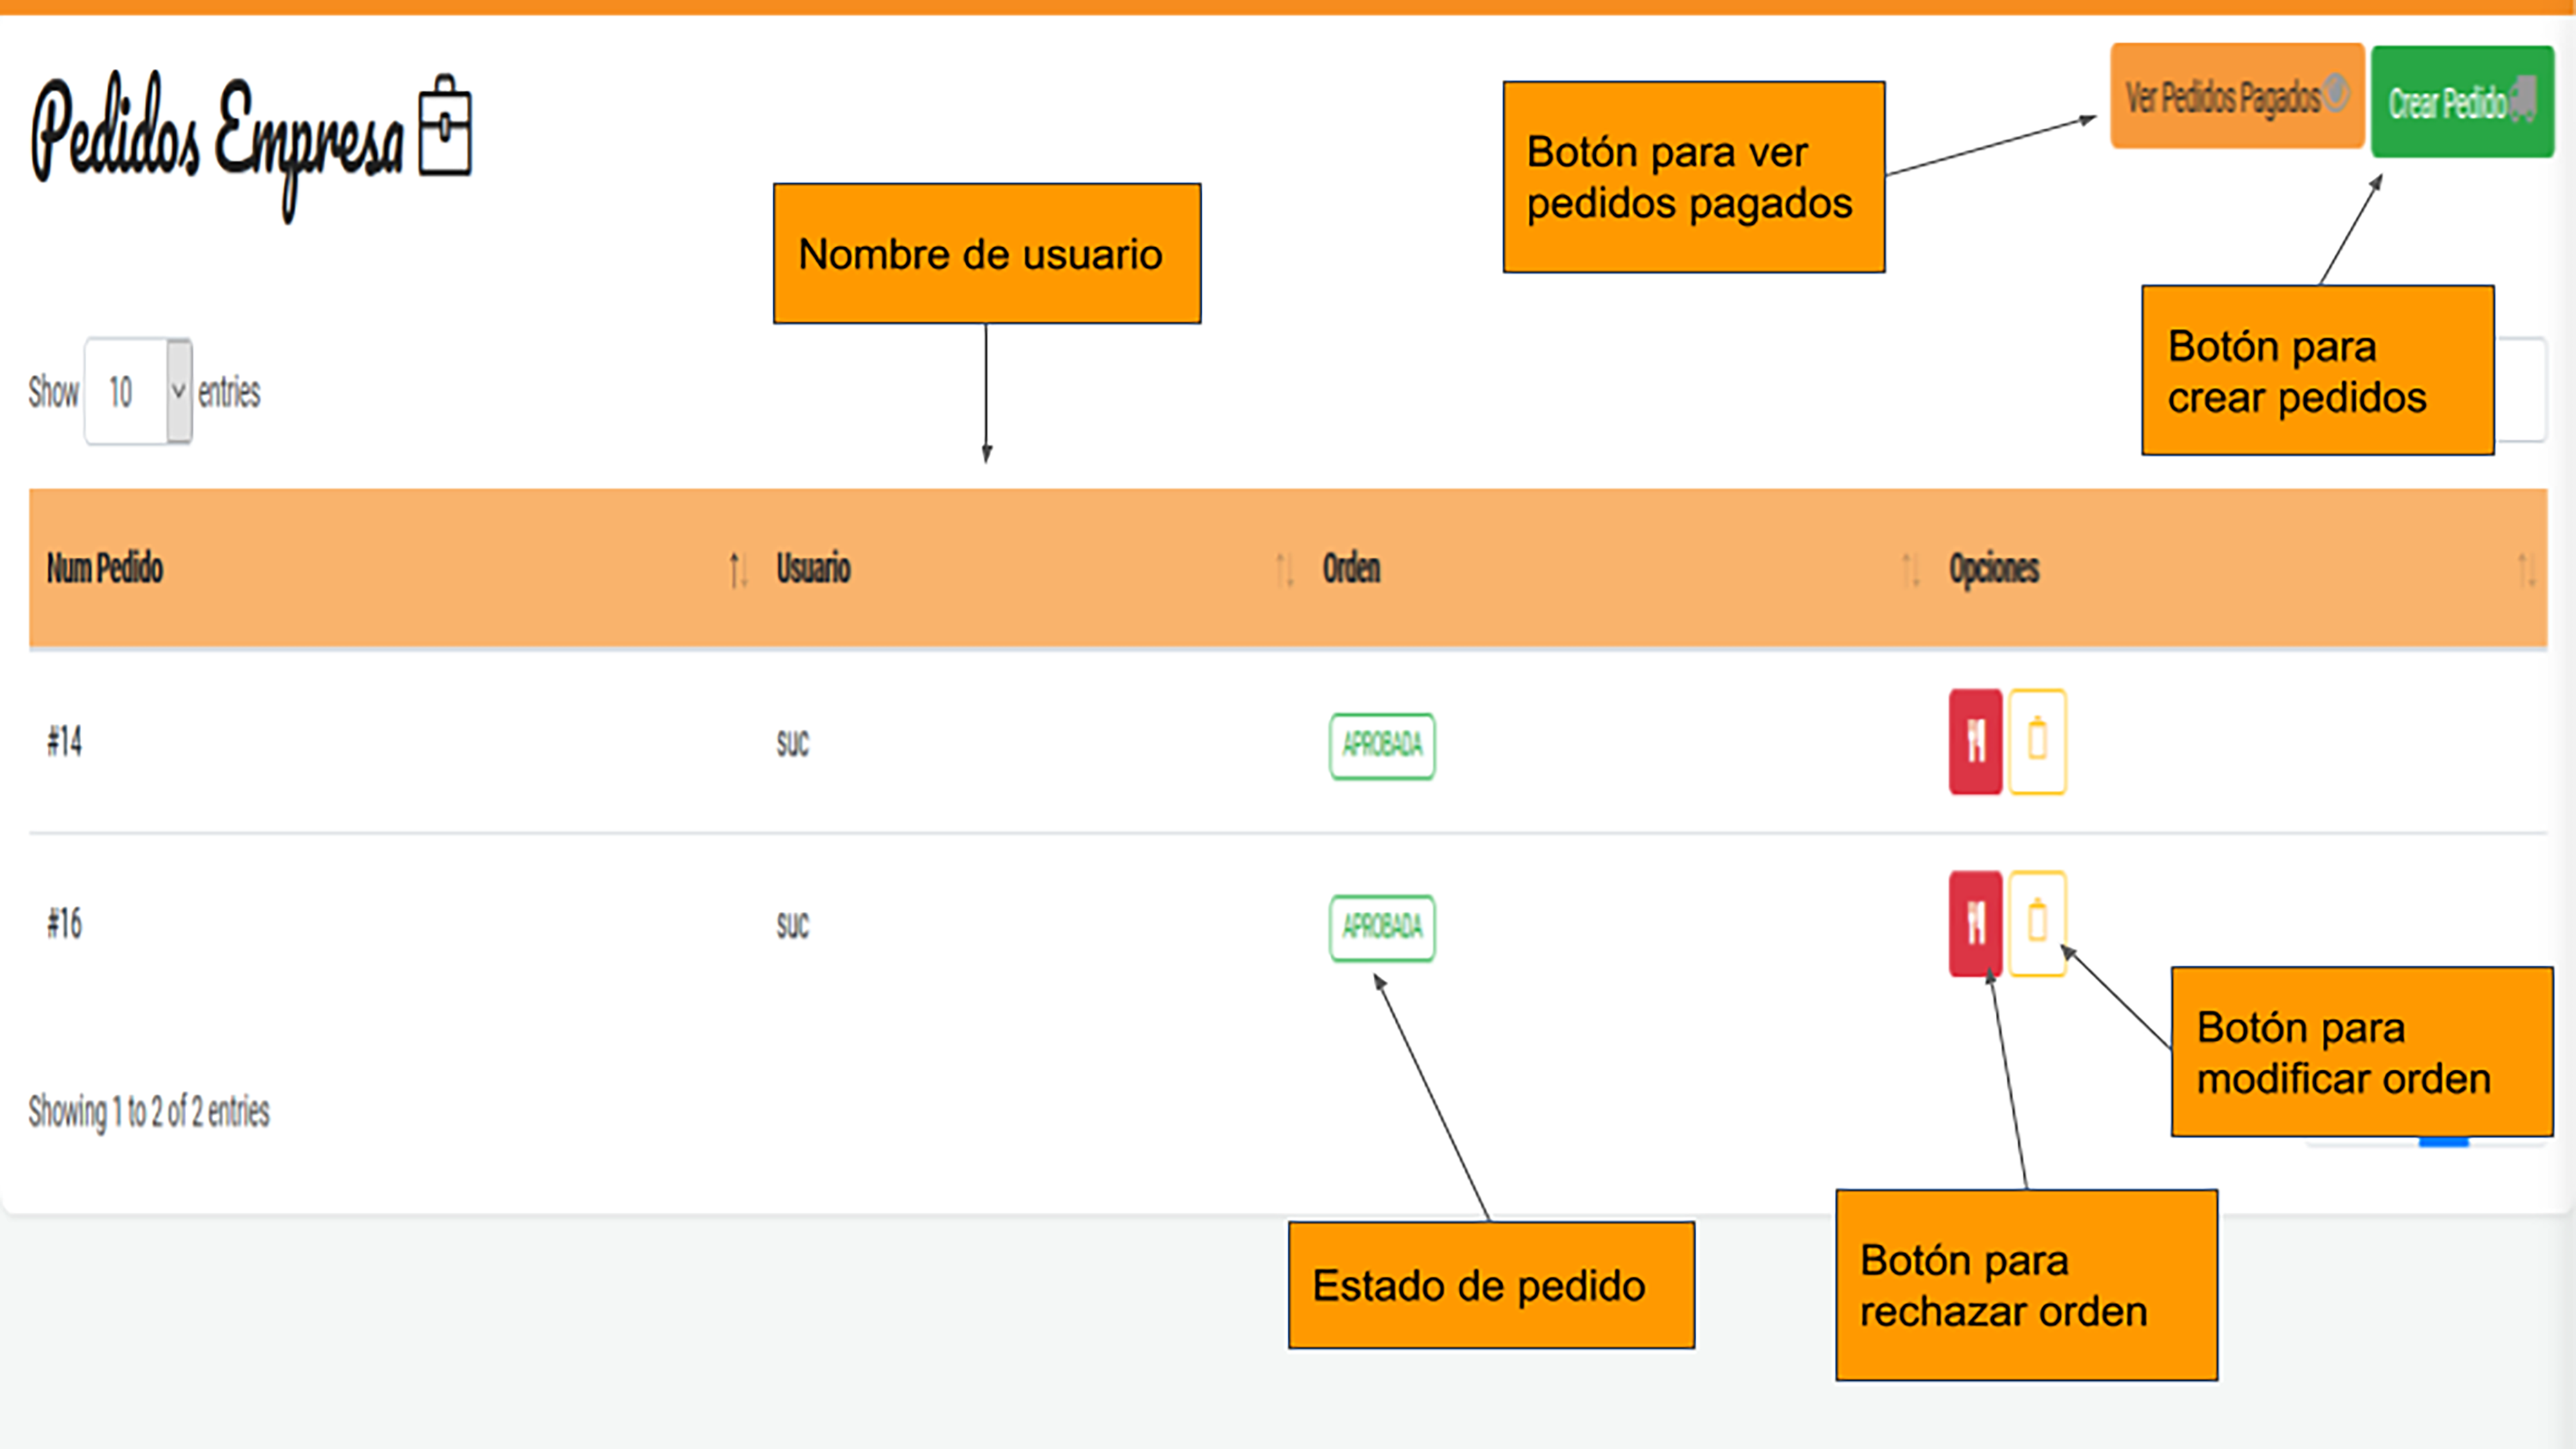 Pedidos Empresa
Ver Pedidos Pagados
Crear Pedido
Botón para ver
pedidos pagados
Nombre de usuario
Botón para
crear pedidos
Show 10 entries
Num Pedido Usuario Orden Opciones
#14 suc APROBADA
#16 suc APROBADA
Botón para
modificar orden
Showing 1 to 2 of 2 entries
Estado de pedido
Botón para
rechazar orden